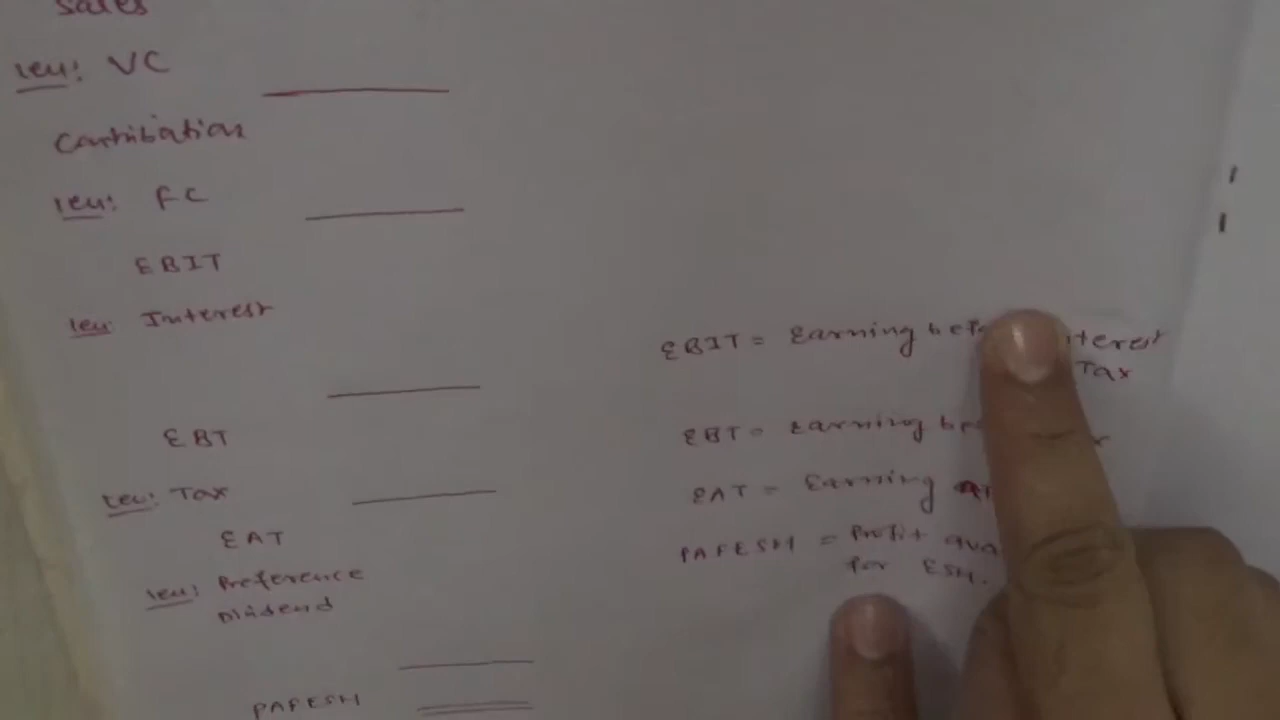 Sales
less: VC
Contribution
less: FC
EBIT
less: Interest
EBT
less: Tax
EAT
less: Preference
Dividend
PAFESH
EBIT = Earning
Tax
EBT = Earning
EAT = Earning
PAFESH = Profit
for ESH.